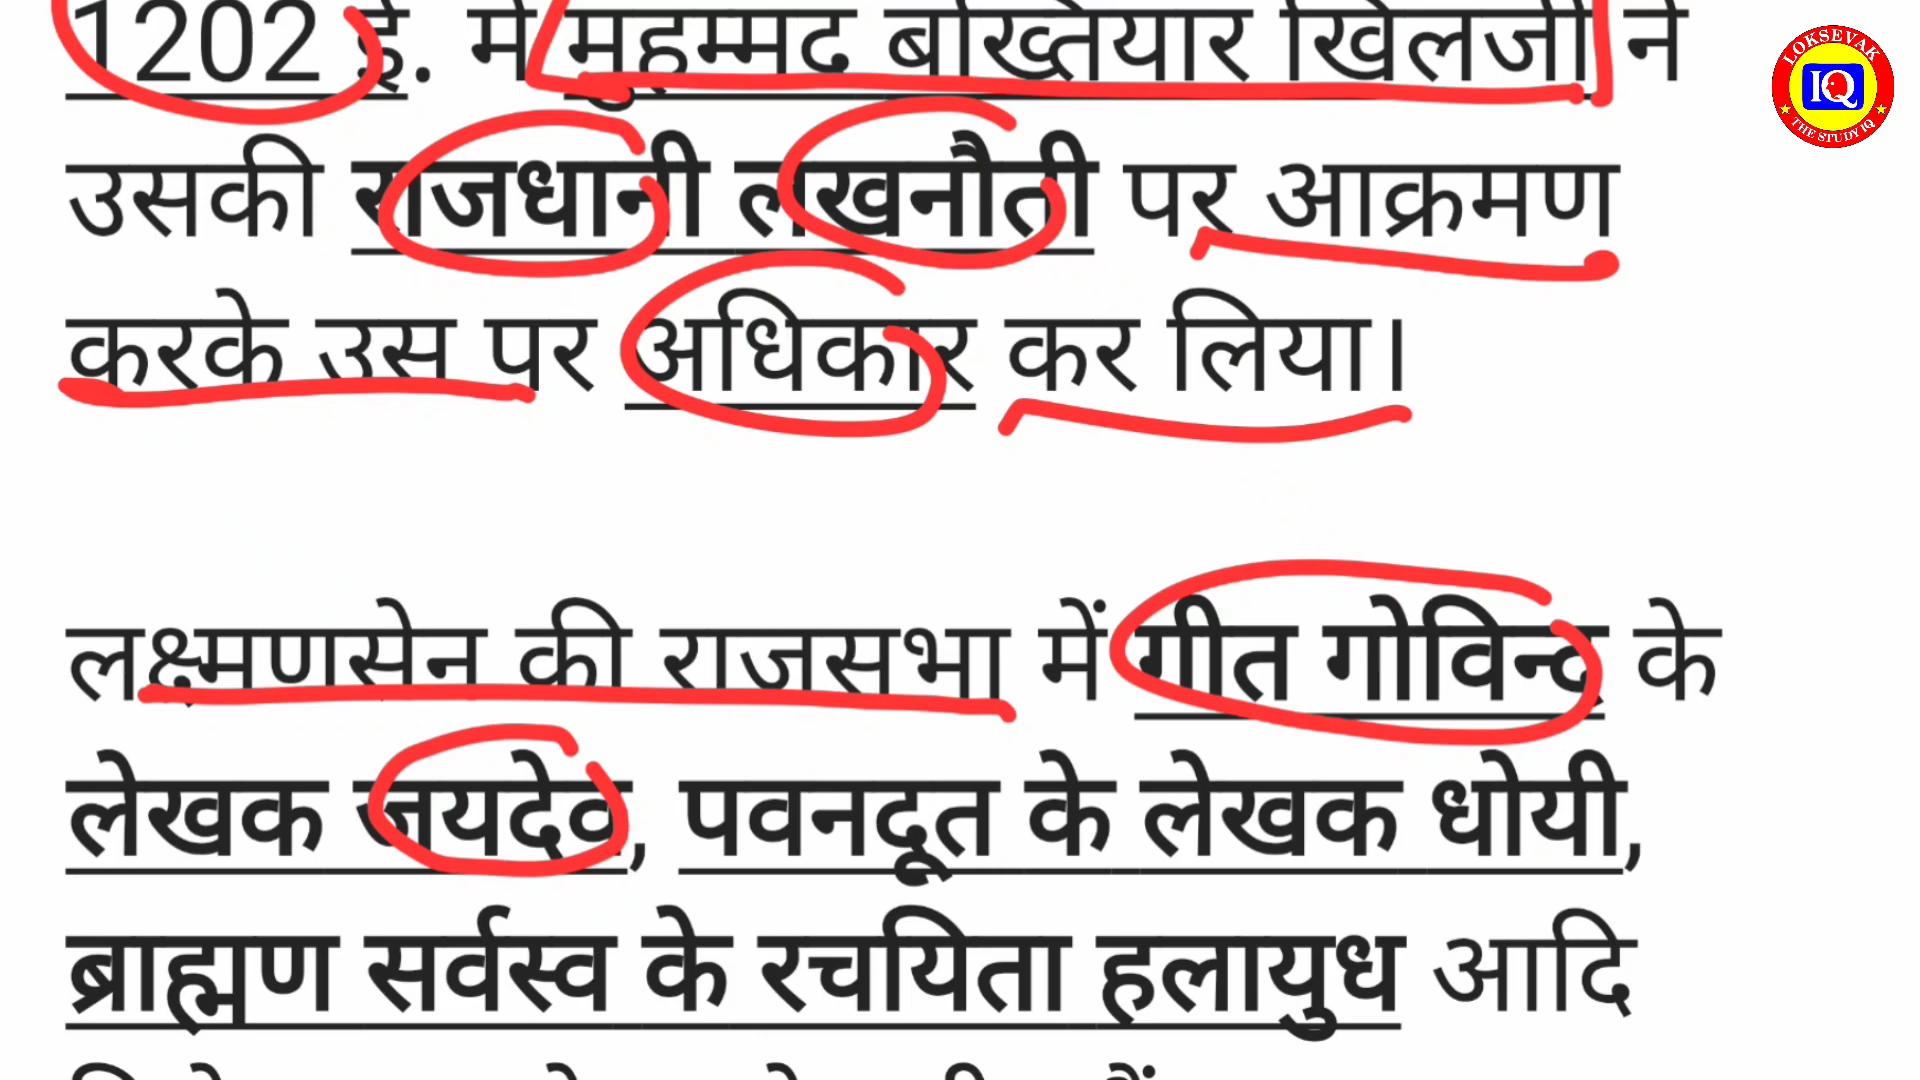 1202 ई. में मुहम्मद बख्तियार खिलजी ने
उसकी राजधानी लखनौती पर आक्रमण
करके उस पर अधिकार कर लिया।
लक्ष्मणसेन की राजसभा में गीत गोविन्द के
लेखक जयदेव, पवनदूत के लेखक धोयी,
ब्राह्मण सर्वस्व के रचयिता हलायुध आदि
LOKSEVAK
IQ
THE STUDY IQ